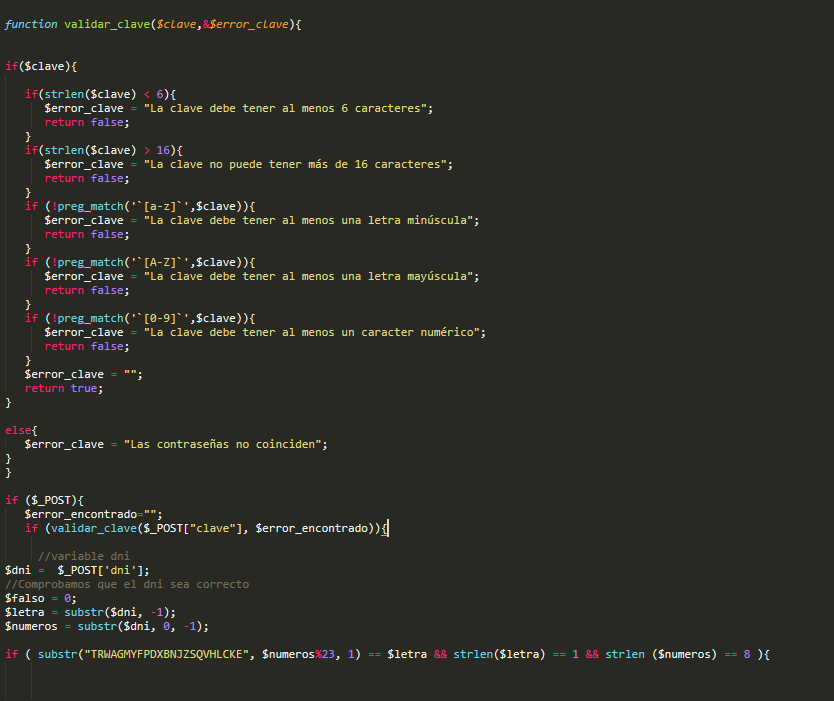 function validar_clave($clave,&$error_clave){
if($clave){
if(strlen($clave) < 6){
$error_clave = "La clave debe tener al menos 6 caracteres";
return false;
}
if(strlen($clave) > 16){
$error_clave = "La clave no puede tener más de 16 caracteres";
return false;
}
if (!preg_match('`[a-z]`',$clave)){
$error_clave = "La clave debe tener al menos una letra minúscula";
return false;
}
if (!preg_match('`[A-Z]`',$clave)){
$error_clave = "La clave debe tener al menos una letra mayúscula";
return false;
}
if (!preg_match('`[0-9]`',$clave)){
$error_clave = "La clave debe tener al menos un caracter numérico";
return false;
}
$error_clave = "";
return true;
}
else{
$error_clave = "Las contraseñas no coinciden";
}
}
if ($_POST){
$error_encontrado="";
if (validar_clave($_POST["clave"], $error_encontrado)){
//variable dni
$dni =  $_POST['dni'];
//Comprobamos que el dni sea correcto
$falso = 0;
$letra = substr($dni, -1);
$numeros = substr($dni, 0, -1);
if ( substr("TRWAGMYFPDXBNJZSQVHLCKE", $numeros%23, 1) == $letra && strlen($letra) == 1 && strlen ($numeros) == 8 ){